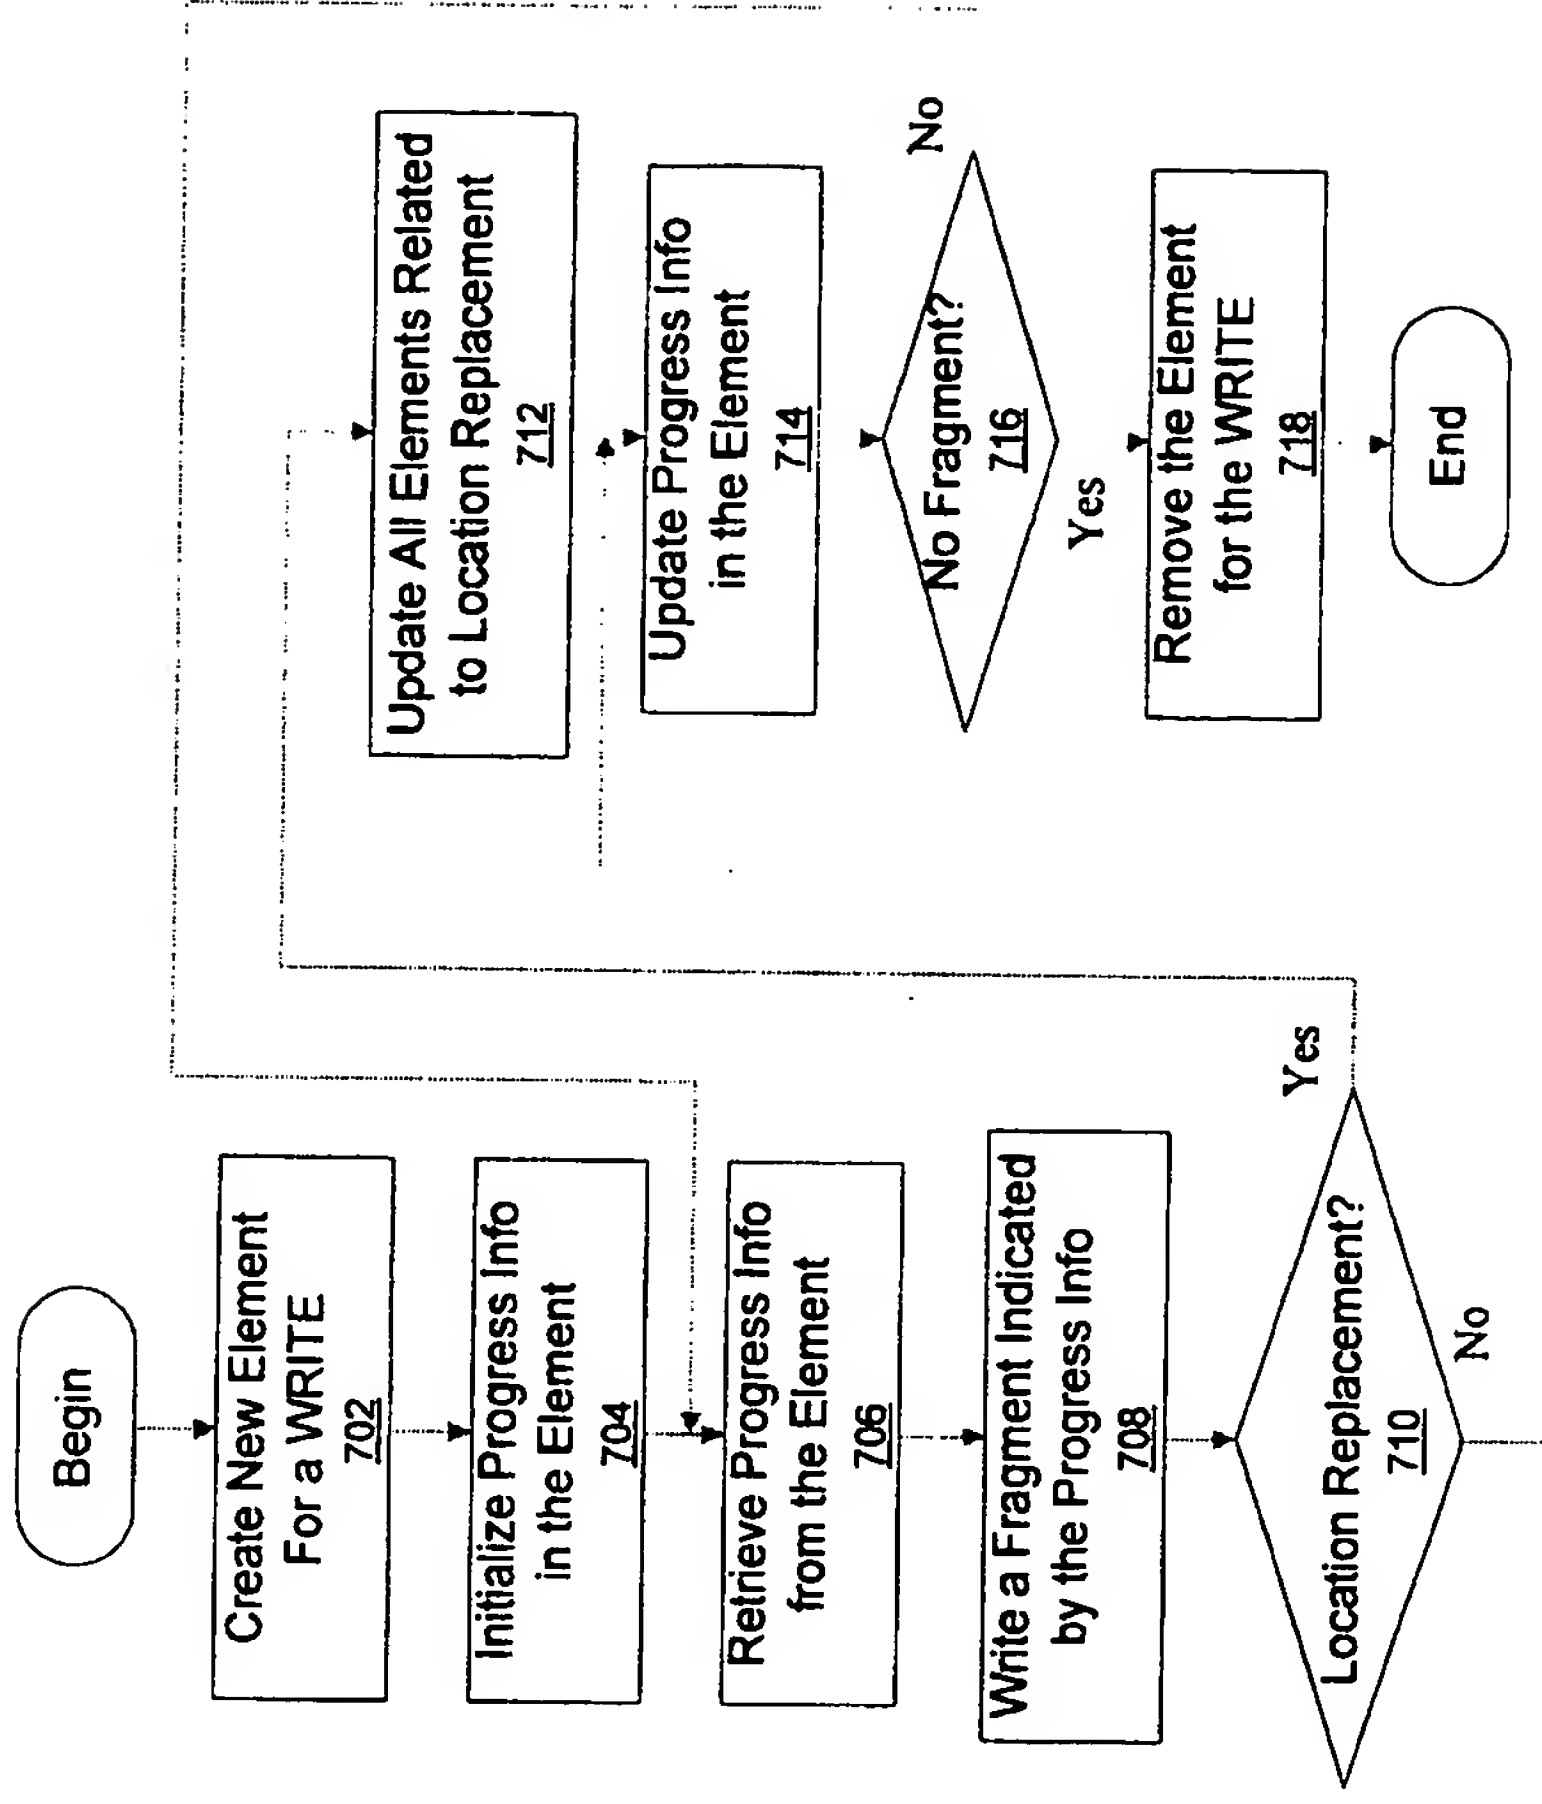 Begin
Create New Element
For a WRITE
702
Initialize Progress Info
in the Element
704
Retrieve Progress Info
from the Element
706
Write a Fragment Indicated
by the Progress Info
708
Location Replacement?
710
Yes
No
Update All Elements Related
to Location Replacement
712
Update Progress Info
in the Element
714
No Fragment?
716
No
Yes
Remove the Element
for the WRITE
718
End